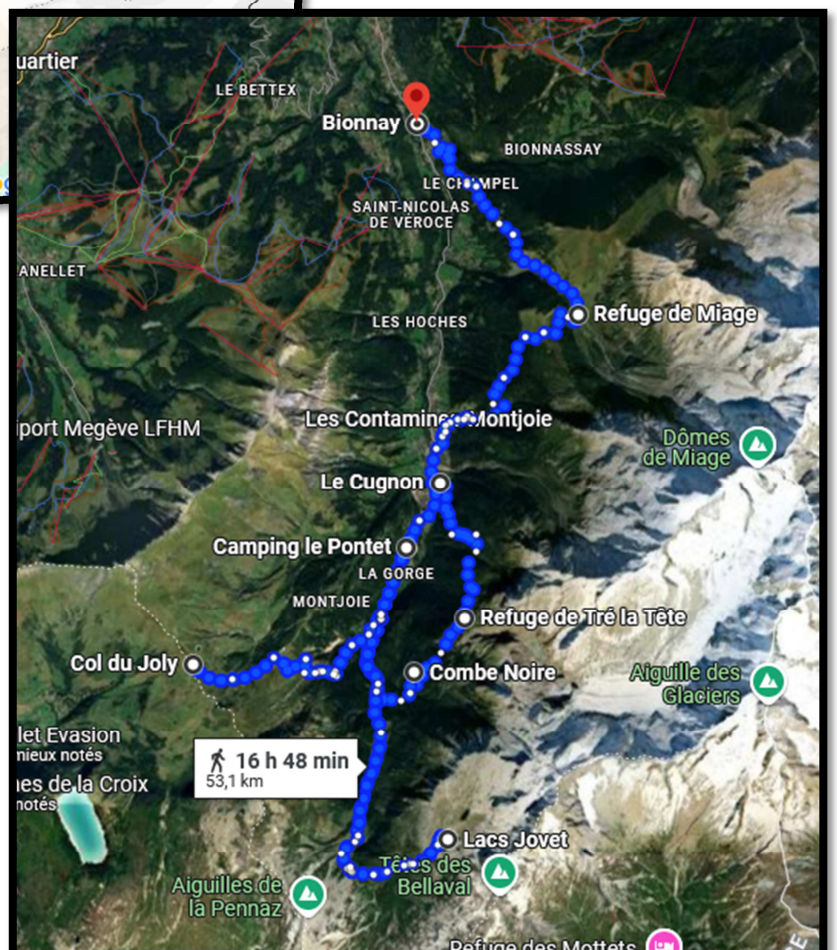 uartier
LE BETTEX
Bionnay
BIONNASSAY
LE CHAMPEL
SAINT-NICOLAS
DE VÉROCE
ANELLET
Refuge de Miage
LES HOCHES
Les Contamines-Montjoie
iport Megève LFHM
Dômes
de Miage
Le Cugnon
Camping le Pontet
LA GORGE
MONTJOIE
Refuge de Tré la Tête
Col du Joly
Combe Noire
Aiguille des
Glaciers
let Evasion
mieux notés
16 h 48 min
53,1 km
nes de la Croix
notés
Lacs Jovet
Têtes des
Bellaval
Aiguilles de
la Pennaz
Refuge des Mottets